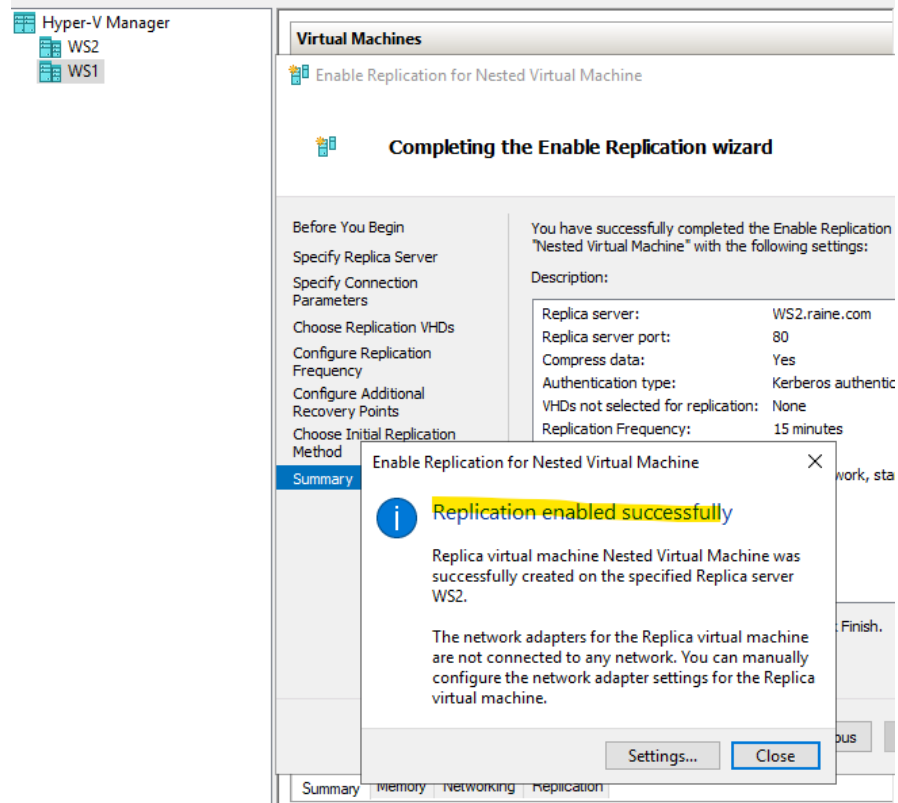 Hyper-V Manager
WS2
WS1
Virtual Machines
Enable Replication for Nested Virtual Machine
Completing the Enable Replication wizard
Before You Begin
Specify Replica Server
Specify Connection
Parameters
Choose Replication VHDs
Configure Replication
Frequency
Configure Additional
Recovery Points
Choose Initial Replication
Method
Summary
You have successfully completed the Enable Replication
"Nested Virtual Machine" with the following settings:
Description:
Replica server: WS2.raine.com
Replica server port: 80
Compress data: Yes
Authentication type: Kerberos authentic
VHDs not selected for replication: None
Replication Frequency: 15 minutes
work, sta
Finish.
ous
Enable Replication for Nested Virtual Machine
Replication enabled successfully
Replica virtual machine Nested Virtual Machine was
successfully created on the specified Replica server
WS2.
The network adapters for the Replica virtual machine
are not connected to any network. You can manually
configure the network adapter settings for the Replica
virtual machine.
Settings... Close
Summary Memory Networking Replication